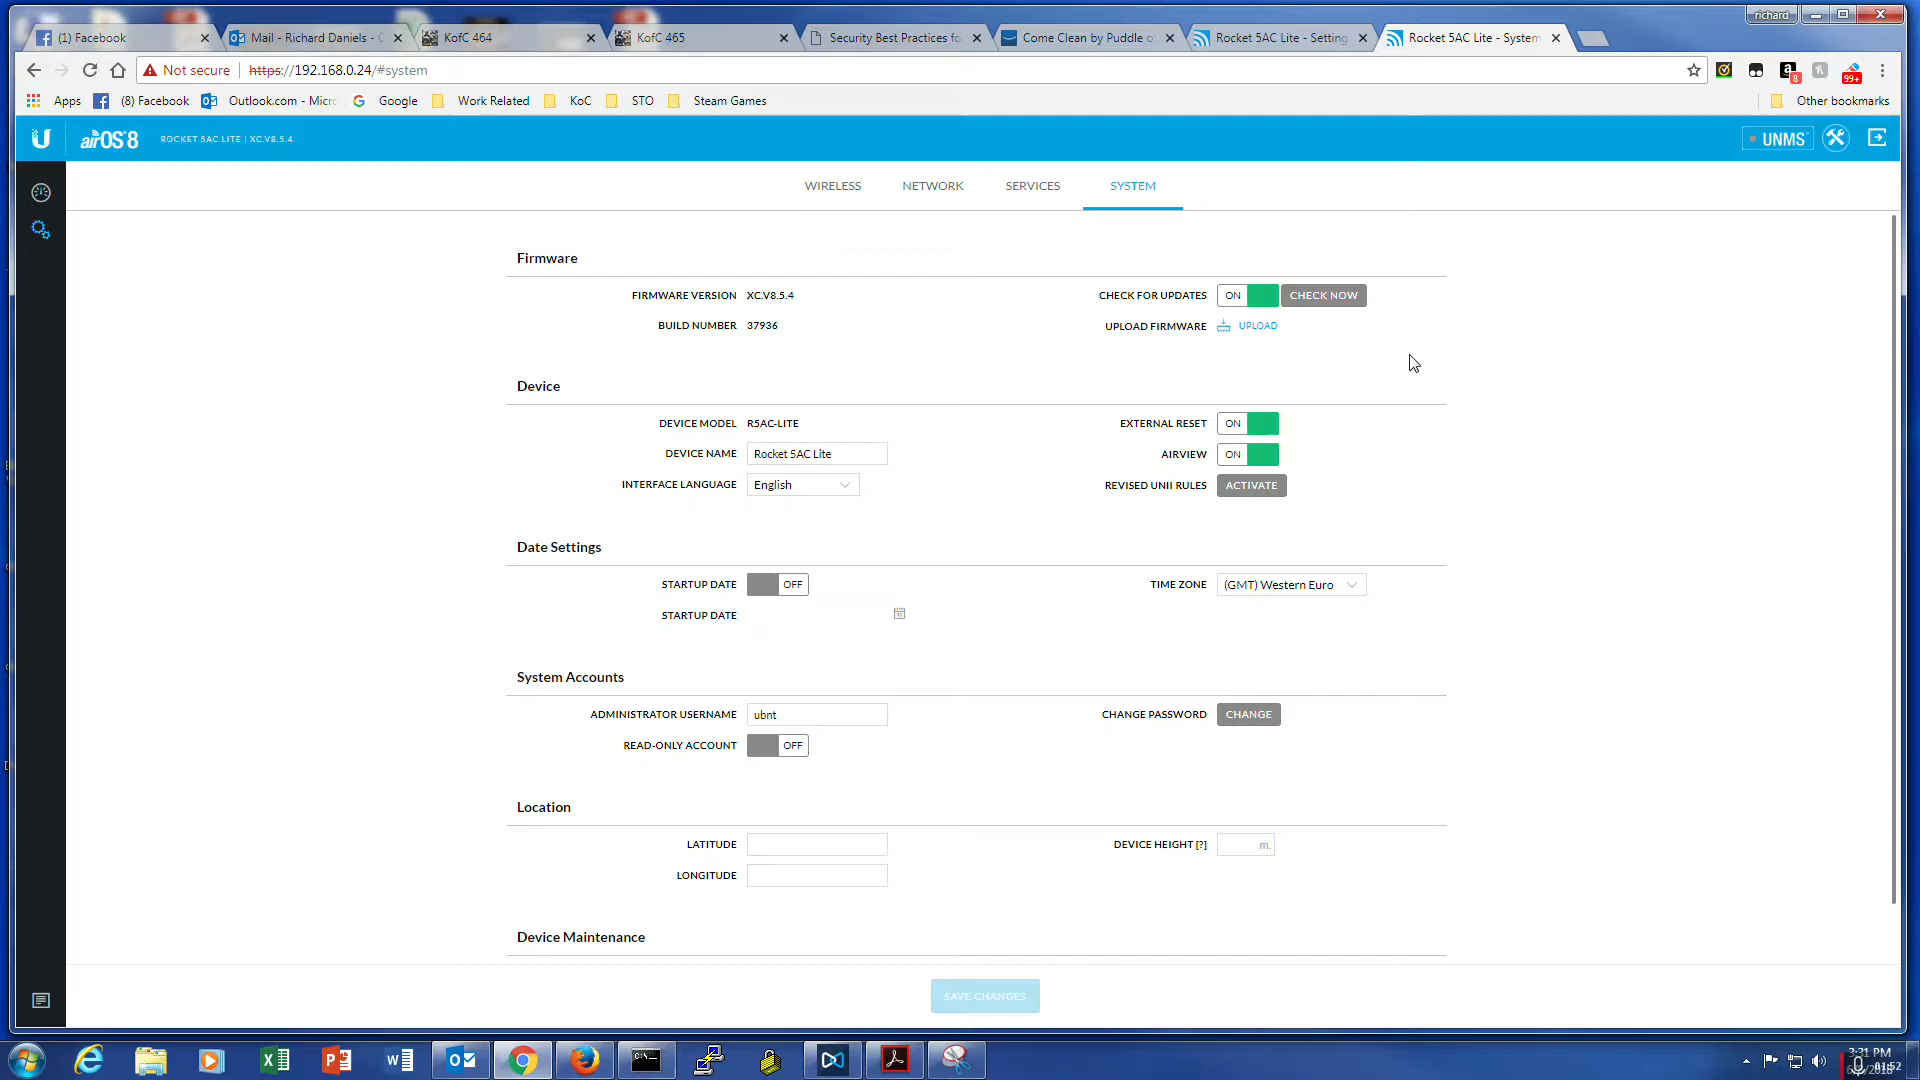 richard
(1) Facebook
Mail - Richard Daniels -
KofC 464
KofC 465
Security Best Practices fo
Come Clean by Puddle o
Rocket 5AC Lite - Setting
Rocket 5AC Lite - System
Not secure
https://192.168.0.24/#system
8
99+
Apps
(8) Facebook
Outlook.com - Micro
Google
Work Related
KoC
STO
Steam Games
Other bookmarks
airOS 8
ROCKET 5AC LITE | XC.V8.5.4
UNMS
WIRELESS
NETWORK
SERVICES
SYSTEM
Firmware
FIRMWARE VERSION XC.V8.5.4
CHECK FOR UPDATES ON CHECK NOW
BUILD NUMBER 37936
UPLOAD FIRMWARE UPLOAD
Device
DEVICE MODEL R5AC-LITE
EXTERNAL RESET ON
DEVICE NAME Rocket 5AC Lite
AIRVIEW ON
INTERFACE LANGUAGE English
REVISED UNII RULES ACTIVATE
Date Settings
STARTUP DATE OFF
TIME ZONE (GMT) Western Euro
STARTUP DATE
System Accounts
ADMINISTRATOR USERNAME ubnt
CHANGE PASSWORD CHANGE
READ-ONLY ACCOUNT OFF
Location
LATITUDE
DEVICE HEIGHT [?] m.
LONGITUDE
Device Maintenance
SAVE CHANGES
3:31 PM
01:52